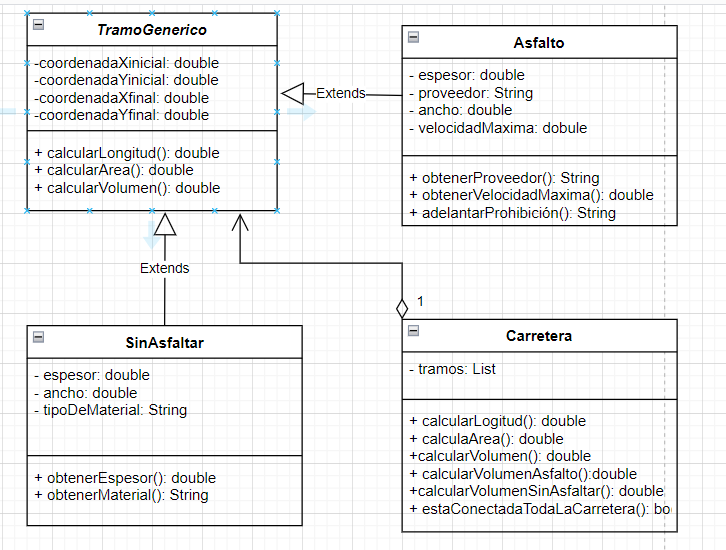 TramoGenerico
-coordenadaXinicial: double
-coordenadaYinicial: double
-coordenadaXfinal: double
-coordenadaYfinal: double
+ calcularLongitud(): double
+ calcularArea(): double
+ calcularVolumen(): double
Extends
Asfalto
- espesor: double
- proveedor: String
- ancho: double
- velocidadMaxima: dobule
+ obtenerProveedor(): String
+ obtenerVelocidadMaxima(): double
+ adelantarProhibición(): String
Extends
SinAsfaltar
- espesor: double
- ancho: double
- tipoDeMaterial: String
+ obtenerEspesor(): double
+ obtenerMaterial(): String
1
Carretera
- tramos: List
+ calcularLogitud(): double
+ calculaArea(): double
+calcularVolumen(): double
+ calcularVolumenAsfalto():double
+calcularVolumenSinAsfaltar(): double
+ estaConectadaTodaLaCarretera(): bo